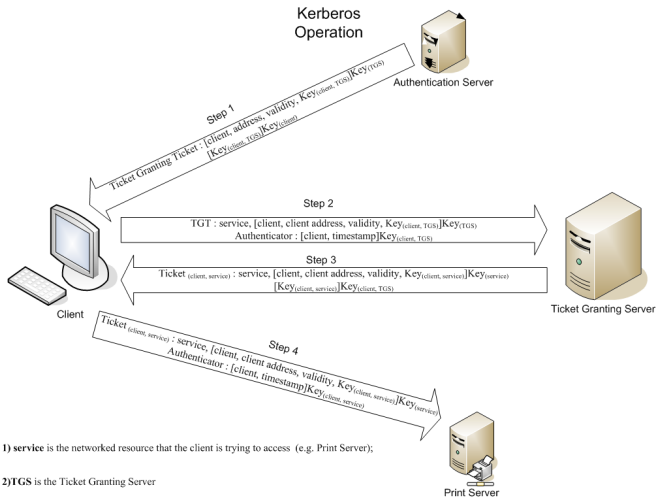 Kerberos
Operation
Authentication Server
Step 1
Ticket Granting Ticket : [client, address, validity, Key(client, TGS)]Key(TGS)
[Key(client, TGS)]Key(client)
Step 2
TGT : service, [client, client address, validity, Key(client, TGS)]Key(TGS)
Authenticator : [client, timestamp]Key(client, TGS)
Step 3
Ticket (client, service) : service, [client, client address, validity, Key(client, service)]Key(service)
[Key(client, service)]Key(client, TGS)
Client
Ticket Granting Server
Step 4
Ticket (client, service) : service, [client, client address, validity, Key(client, service)]Key(service)
Authenticator : [client, timestamp]Key(client, service)
1) service is the networked resource that the client is trying to access (e.g. Print Server);
2)TGS is the Ticket Granting Server
Print Server